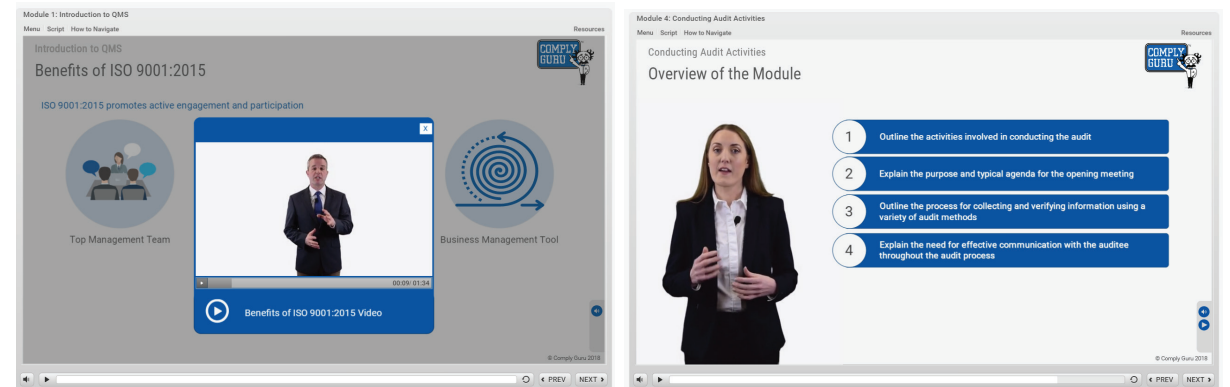 Module 1: Introduction to QMS
Menu Script How to Navigate Resources
Introduction to QMS
Benefits of ISO 9001:2015
COMPLY
GURU
ISO 9001:2015 promotes active engagement and participation
X
Top Management Team
Business Management Tool
00:09/ 01:34
Benefits of ISO 9001:2015 Video
© Comply Guru 2018
PREV NEXT
Module 4: Conducting Audit Activities
Menu Script How to Navigate Resources
Conducting Audit Activities
Overview of the Module
COMPLY
GURU
1 Outline the activities involved in conducting the audit
2 Explain the purpose and typical agenda for the opening meeting
3 Outline the process for collecting and verifying information using a
variety of audit methods
4 Explain the need for effective communication with the auditee
throughout the audit process
© Comply Guru 2018
PREV NEXT